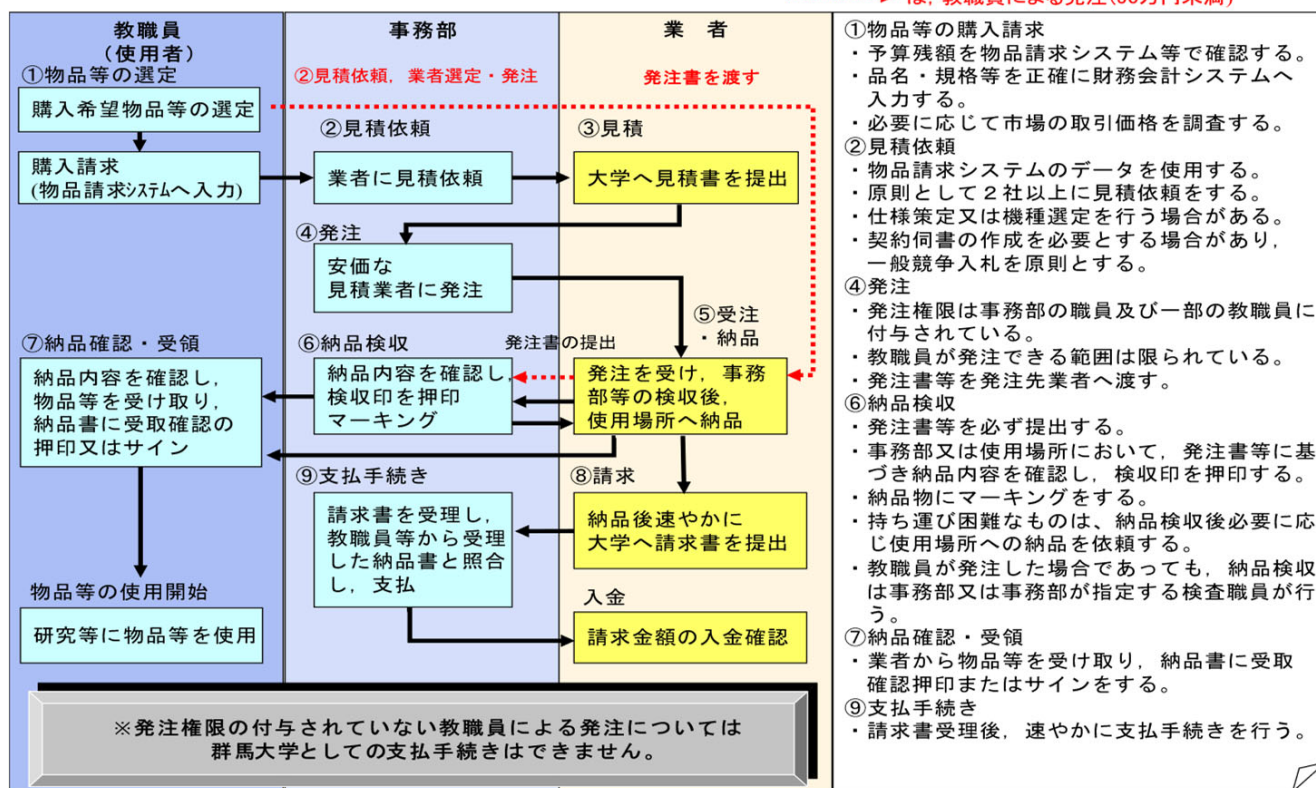 は，教職員による発注(50万円未満)
教職員
（使用者）
①物品等の選定
購入希望物品等の選定
購入請求
(物品請求システムへ入力)
⑦納品確認・受領
納品内容を確認し，
物品等を受け取り，
納品書に受取確認の
押印又はサイン
物品等の使用開始
研究等に物品等を使用
事務部
②見積依頼，業者選定・発注
②見積依頼
業者に見積依頼
④発注
安価な
見積業者に発注
⑥納品検収
発注書の提出
納品内容を確認し，
検収印を押印
マーキング
⑨支払手続き
請求書を受理し，
教職員等から受理
した納品書と照合
し，支払
業者
発注書を渡す
③見積
大学へ見積書を提出
⑤受注
・納品
発注を受け，事務
部等の検収後，
使用場所へ納品
⑧請求
納品後速やかに
大学へ請求書を提出
入金
請求金額の入金確認
※発注権限の付与されていない教職員による発注については
群馬大学としての支払手続きはできません。
①物品等の購入請求
・予算残額を物品請求システム等で確認する。
・品名・規格等を正確に財務会計システムへ
入力する。
・必要に応じて市場の取引価格を調査する。
②見積依頼
・物品請求システムのデータを使用する。
・原則として２社以上に見積依頼をする。
・仕様策定又は機種選定を行う場合がある。
・契約伺書の作成を必要とする場合があり，
一般競争入札を原則とする。
④発注
・発注権限は事務部の職員及び一部の教職員に
付与されている。
・教職員が発注できる範囲は限られている。
・発注書等を発注先業者へ渡す。
⑥納品検収
・発注書等を必ず提出する。
・事務部又は使用場所において，発注書等に基
づき納品内容を確認し，検収印を押印する。
・納品物にマーキングをする。
・持ち運び困難なものは、納品検収後必要に応
じ使用場所への納品を依頼する。
・教職員が発注した場合であっても，納品検収
は事務部又は事務部が指定する検査職員が行
う。
⑦納品確認・受領
・業者から物品等を受け取り，納品書に受取
確認押印またはサインをする。
⑨支払手続き
・請求書受理後，速やかに支払手続きを行う。